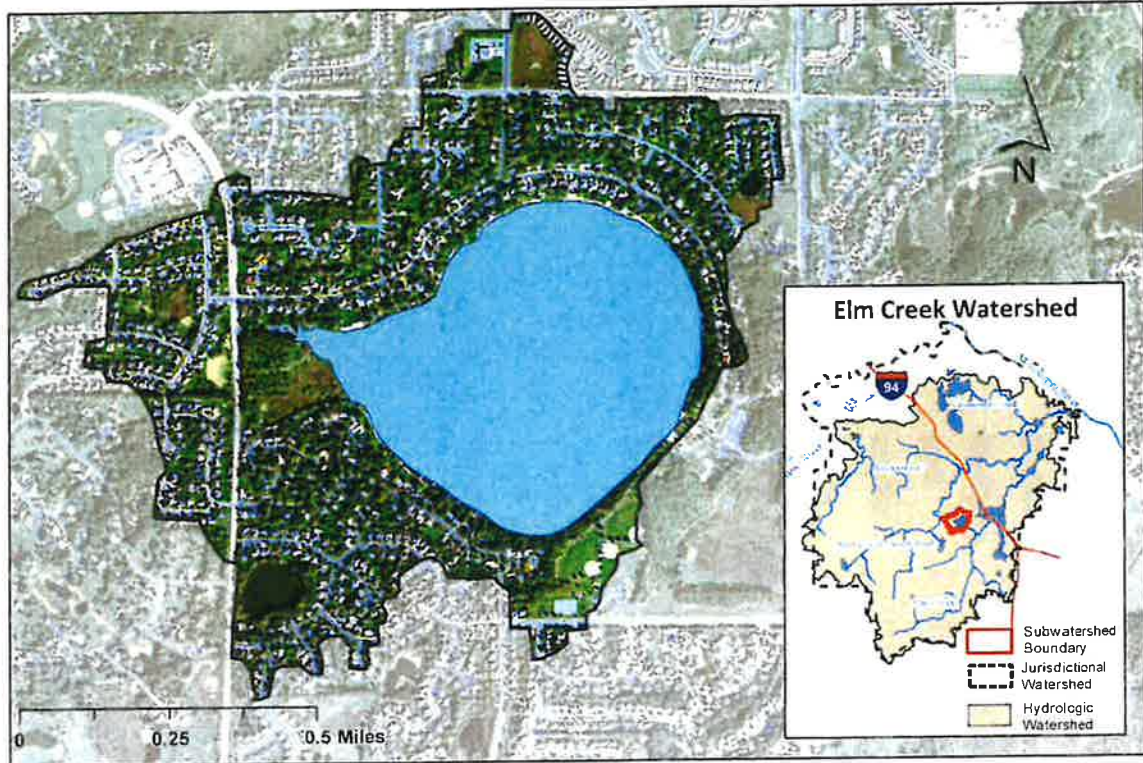 N
Elm Creek Watershed
94
Subwatershed
Boundary
Jurisdictional
Watershed
Hydrologic
Watershed
0
0.25
0.5 Miles